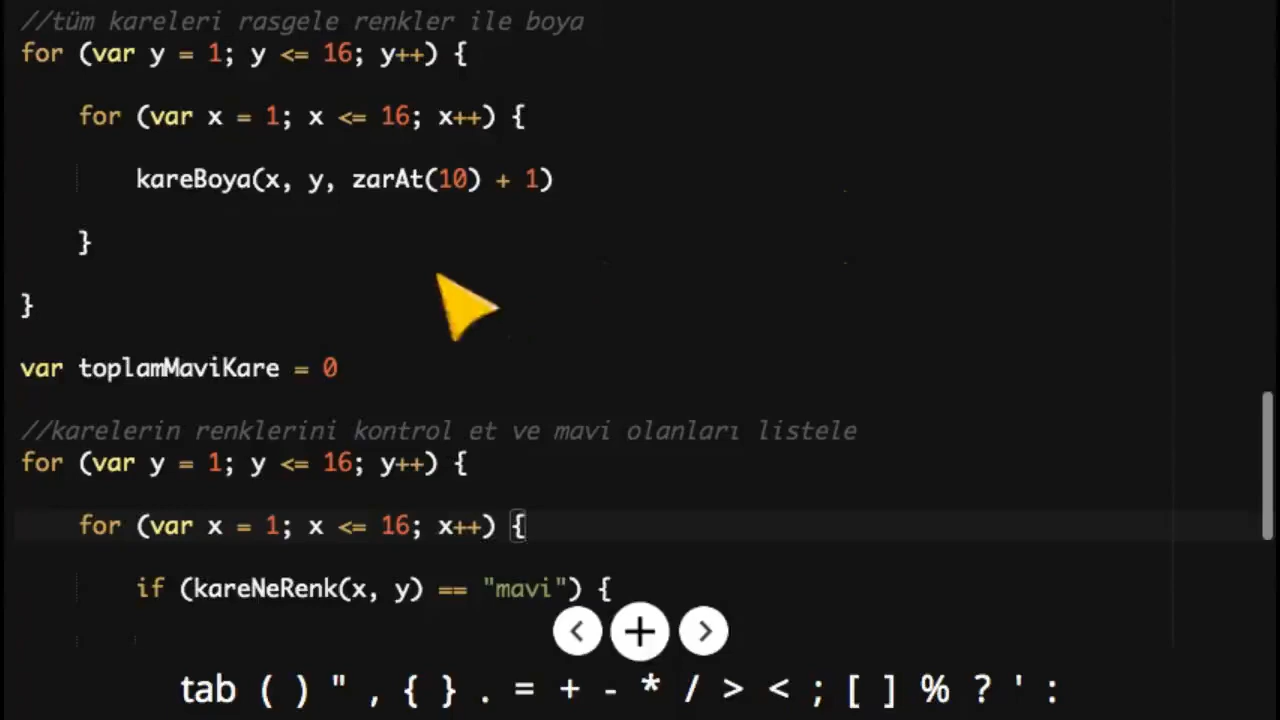 //tüm kareleri rasgele renkler ile boya
for (var y = 1; y <= 16; y++) {
for (var x = 1; x <= 16; x++) {
kareBoya(x, y, zarAt(10) + 1)
}
}
var toplamMaviKare = 0
//karelerin renklerini kontrol et ve mavi olanları listele
for (var y = 1; y <= 16; y++) {
for (var x = 1; x <= 16; x++) {
if (kareNeRenk(x, y) == "mavi") {
< + >
tab ( ) " , { } . = + - * / > < ; [ ] % ? ' :